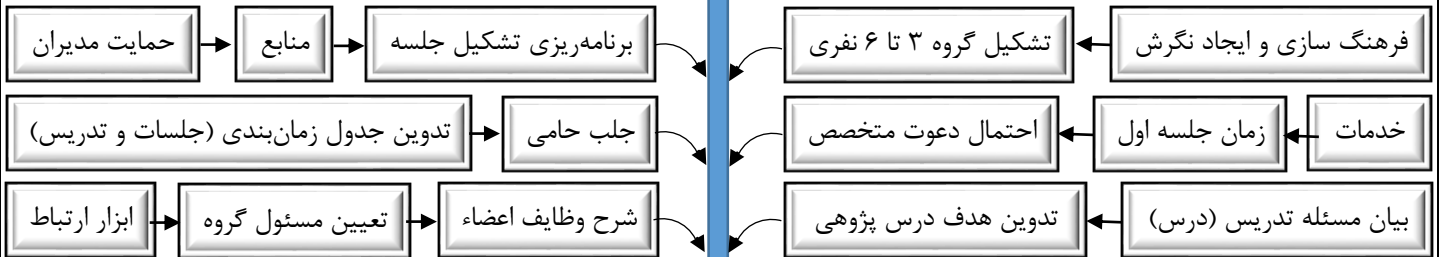 فرهنگ سازی و ایجاد نگرش
تشکیل گروه ۳ تا ۶ نفری
برنامه‌ریزی تشکیل جلسه
منابع
حمایت مدیران
خدمات
زمان جلسه اول
احتمال دعوت متخصص
جلب حامی
تدوین جدول زمان‌بندی (جلسات و تدریس)
بیان مسئله تدریس (درس)
تدوین هدف درس پژوهی
شرح وظایف اعضاء
تعیین مسئول گروه
ابزار ارتباط